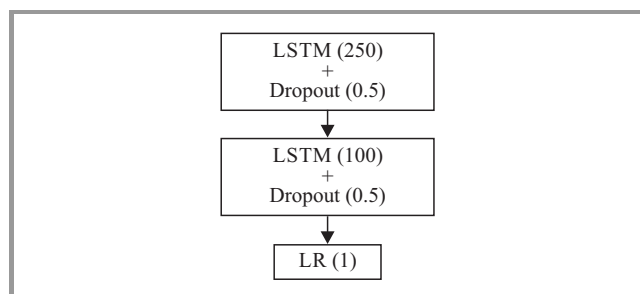 LSTM (250)
+
Dropout (0.5)
LSTM (100)
+
Dropout (0.5)
LR (1)